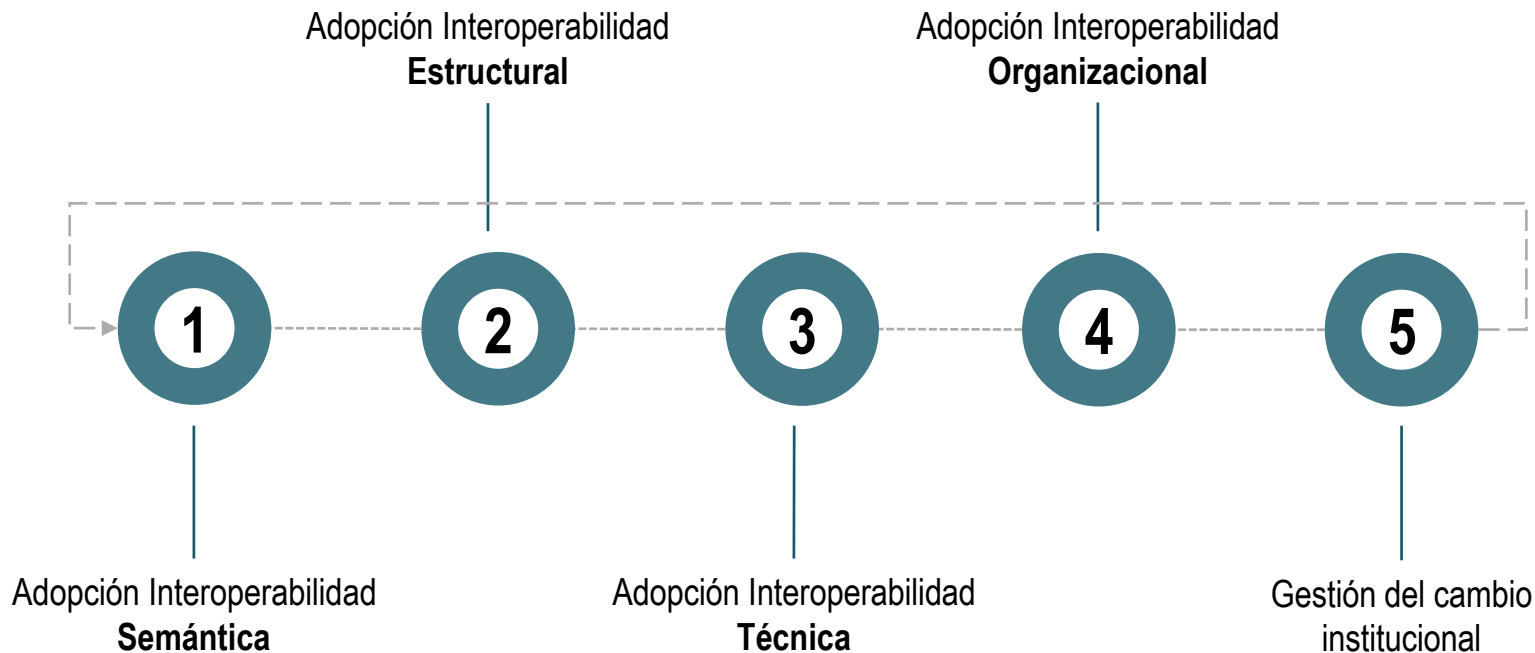 Adopción Interoperabilidad
Estructural
Adopción Interoperabilidad
Organizacional
1
2
3
4
5
Adopción Interoperabilidad
Semántica
Adopción Interoperabilidad
Técnica
Gestión del cambio
institucional